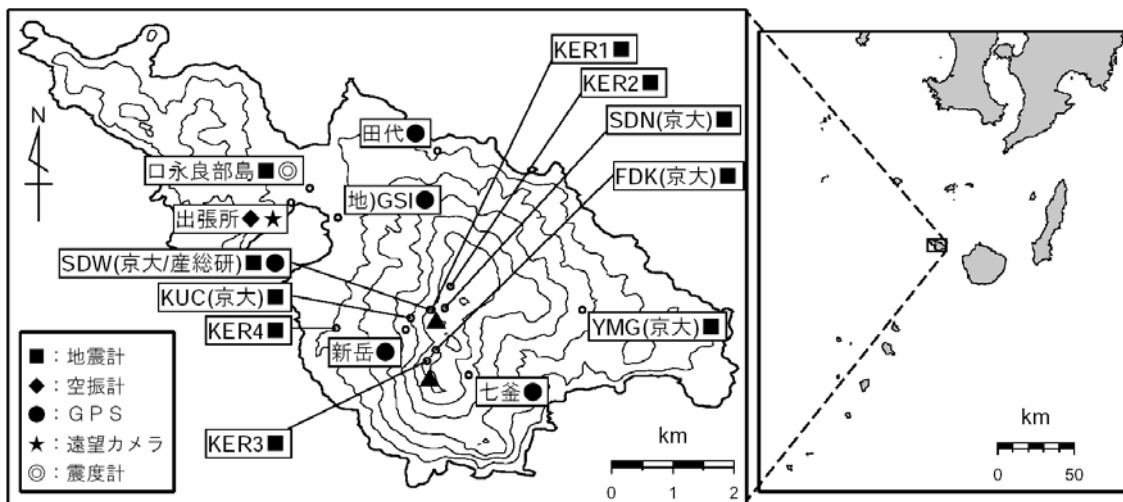 KER1■
KER2■
SDN(京大)■
田代●
FDK(京大)■
N
口永良部島■◎
地)GSI●
出張所◆★
SDW(京大/産総研)■●
KUC(京大)■
KER4■
YMG(京大)■
新岳●
七釜●
KER3■
■：地震計
◆：空振計
●：GPS
★：遠望カメラ
◎：震度計
km
0 1 2
km
0 50